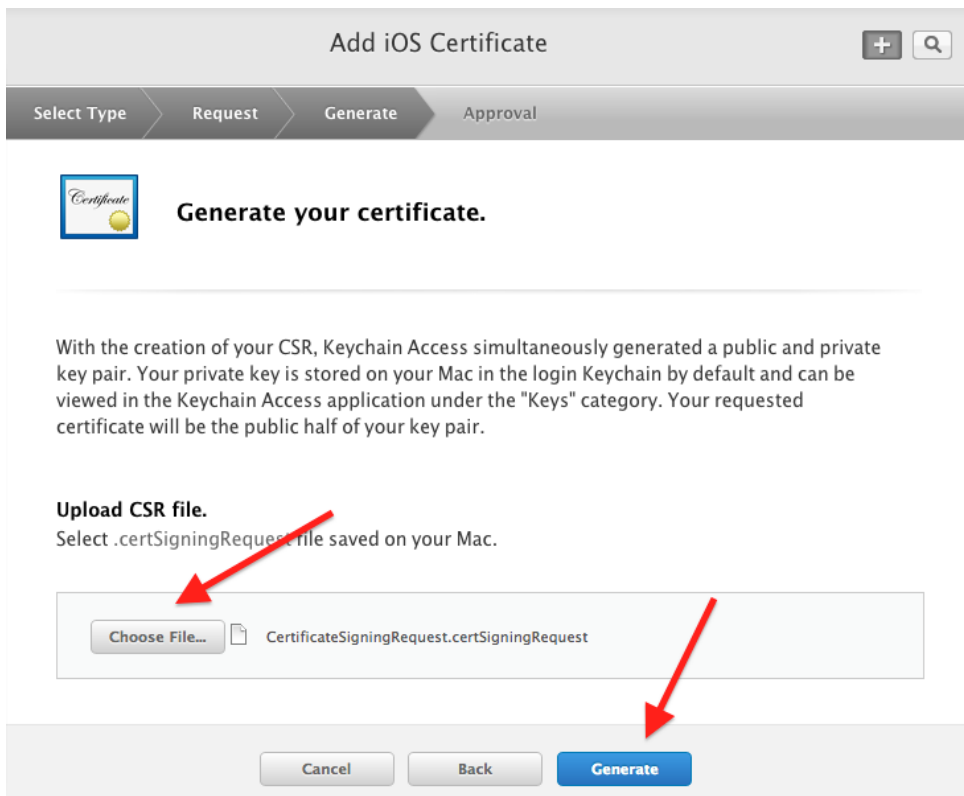 Add iOS Certificate
Select Type
Request
Generate
Approval
Certificate
Generate your certificate.
With the creation of your CSR, Keychain Access simultaneously generated a public and private
key pair. Your private key is stored on your Mac in the login Keychain by default and can be
viewed in the Keychain Access application under the "Keys" category. Your requested
certificate will be the public half of your key pair.
Upload CSR file.
Select .certSigningRequest file saved on your Mac.
Choose File...
CertificateSigningRequest.certSigningRequest
Cancel
Back
Generate